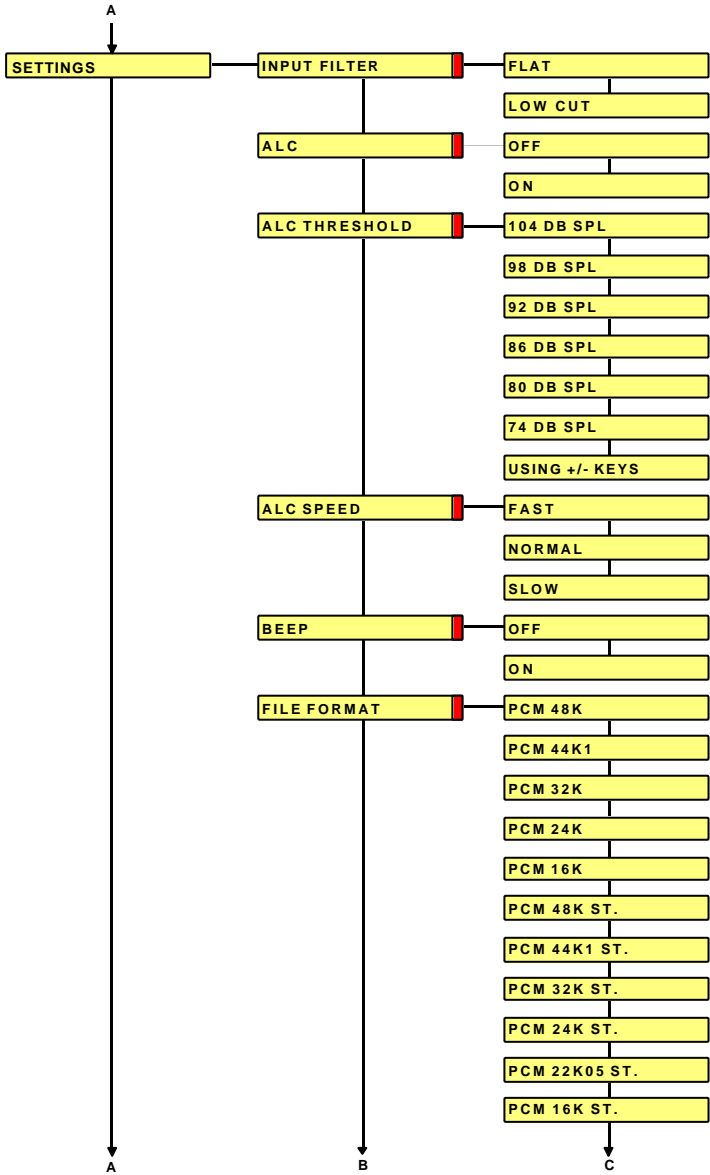 A
SETTINGS
INPUT FILTER
FLAT
LOW CUT
ALC
OFF
ON
ALC THRESHOLD
104 DB SPL
98 DB SPL
92 DB SPL
86 DB SPL
80 DB SPL
74 DB SPL
USING +/- KEYS
ALC SPEED
FAST
NORMAL
SLOW
BEEP
OFF
ON
FILE FORMAT
PCM 48K
PCM 44K1
PCM 32K
PCM 24K
PCM 16K
PCM 48K ST.
PCM 44K1 ST.
PCM 32K ST.
PCM 24K ST.
PCM 22K05 ST.
PCM 16K ST.
A
B
C